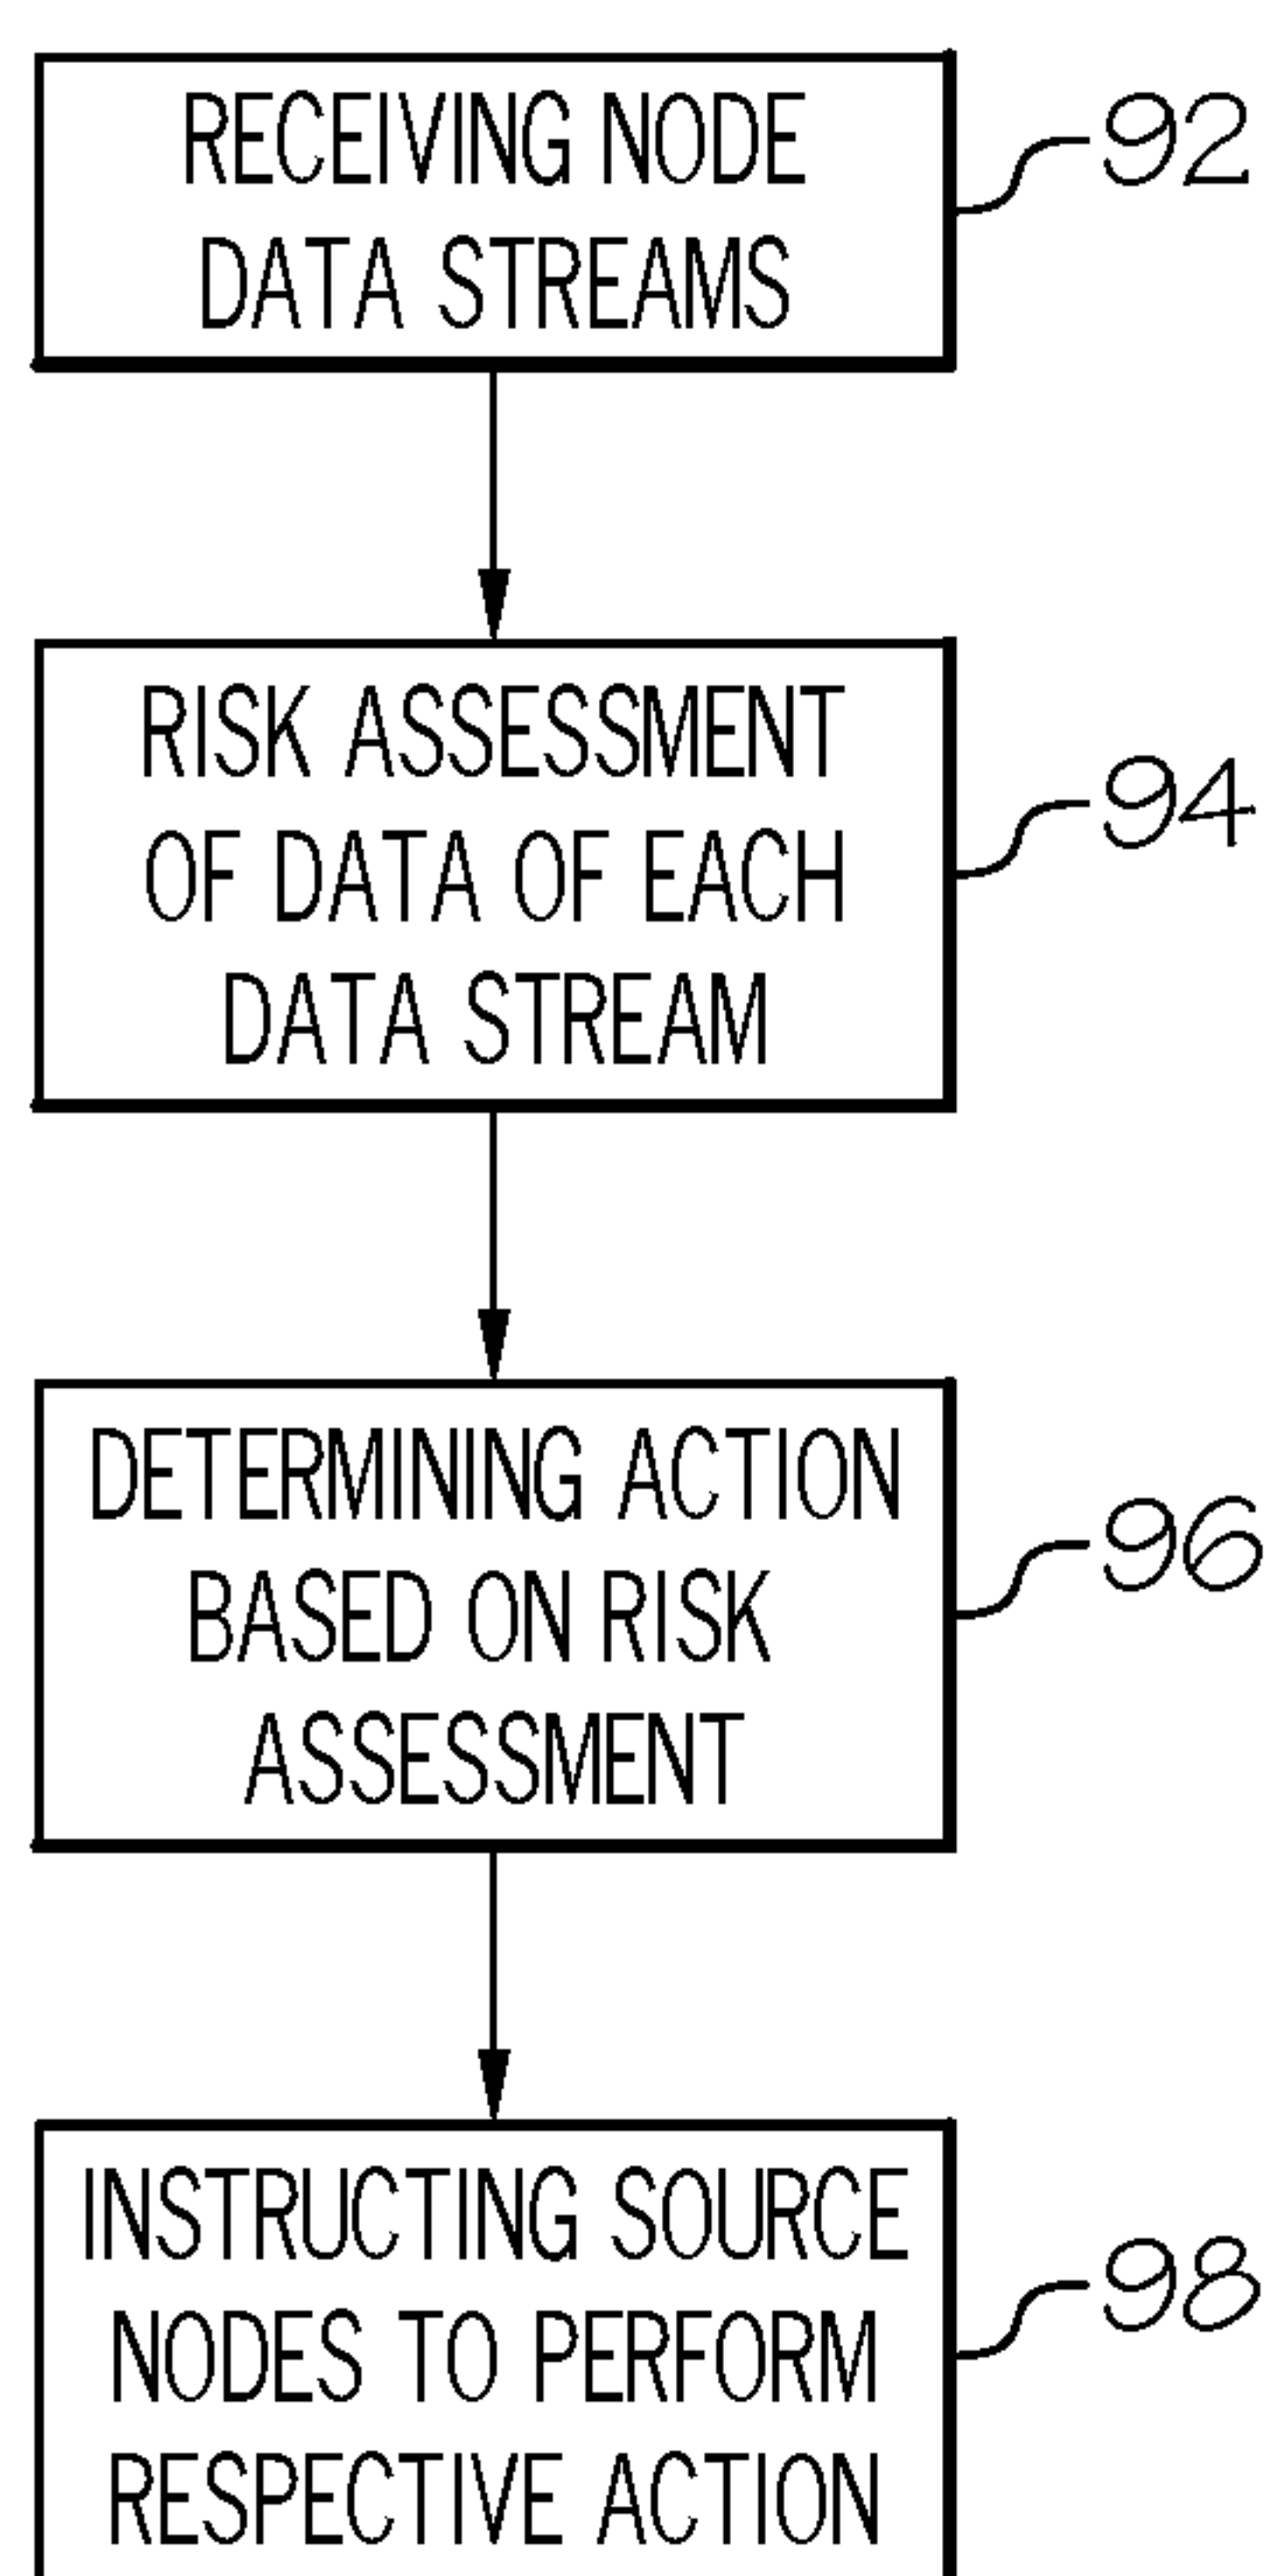 RECEIVING NODE
DATA STREAMS
92
RISK ASSESSMENT
OF DATA OF EACH
DATA STREAM
94
DETERMINING ACTION
BASED ON RISK
ASSESSMENT
96
INSTRUCTING SOURCE
NODES TO PERFORM
RESPECTIVE ACTION
98